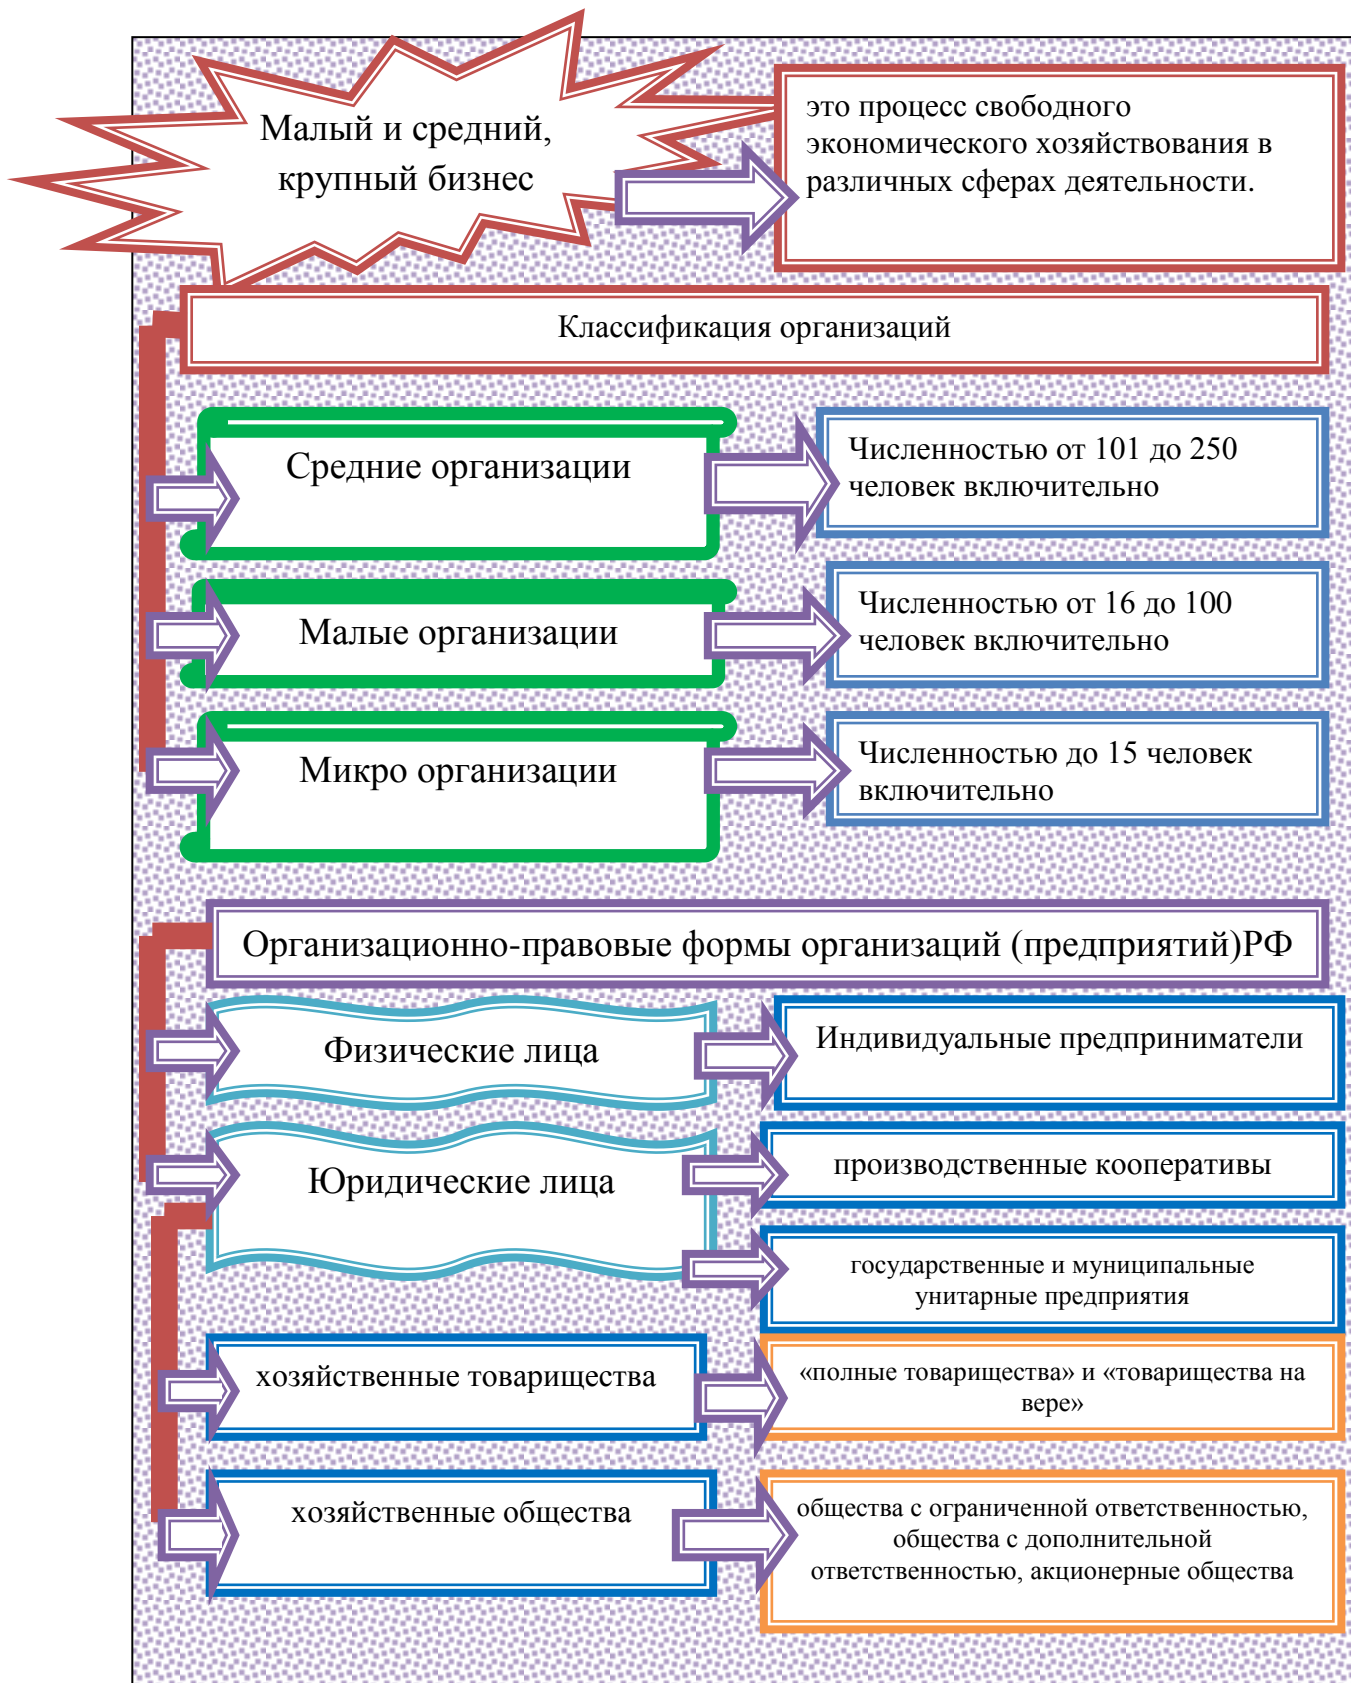 Малый и средний,
крупный бизнес
это процесс свободного
экономического хозяйствования в
различных сферах деятельности.
Классификация организаций
Средние организации
Численностью от 101 до 250
человек включительно
Малые организации
Численностью от 16 до 100
человек включительно
Микро организации
Численностью до 15 человек
включительно
Организационно-правовые формы организаций (предприятий)РФ
Физические лица
Индивидуальные предприниматели
Юридические лица
производственные кооперативы
государственные и муниципальные
унитарные предприятия
хозяйственные товарищества
«полные товарищества» и «товарищества на
вере»
хозяйственные общества
общества с ограниченной ответственностью,
общества с дополнительной
ответственностью, акционерные общества